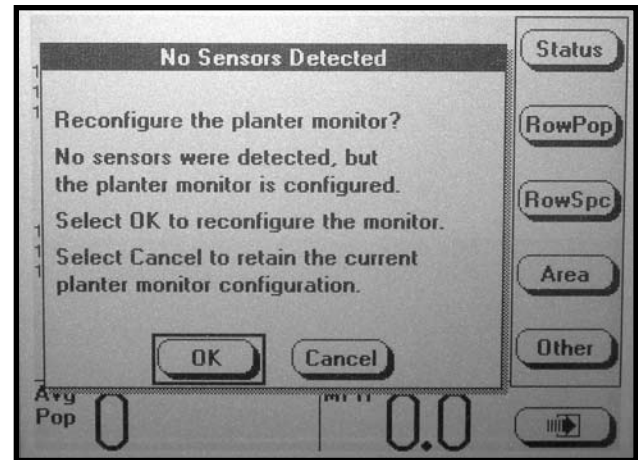 No Sensors Detected
Reconfigure the planter monitor?
No sensors were detected, but
the planter monitor is configured.
Select OK to reconfigure the monitor.
Select Cancel to retain the current
planter monitor configuration.
OK
Cancel
Status
RowPop
RowSpc
Area
Other
Avg
Pop
0
0.0